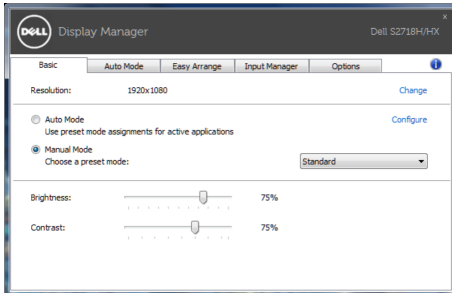 DELL Display Manager Dell S2718H/HX
Basic Auto Mode Easy Arrange Input Manager Options
Resolution: 1920x1080 Change
Auto Mode Configure
Use preset mode assignments for active applications
Manual Mode
Choose a preset mode: Standard
Brightness: 75%
Contrast: 75%